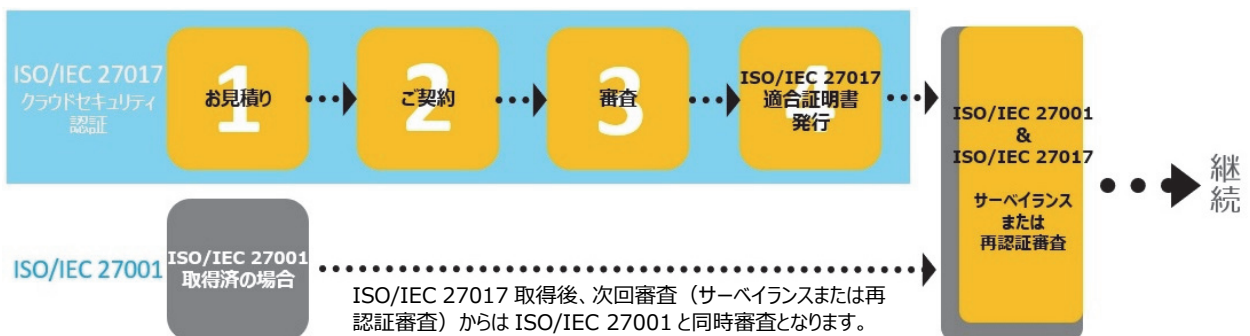 ISO/IEC 27017
クラウドセキュリティ
認証
1
お見積り
2
ご契約
3
審査
4
ISO/IEC 27017
適合証明書
発行
ISO/IEC 27001
&
ISO/IEC 27017
サーベイランス
または
再認証審査
継
続
ISO/IEC 27001
ISO/IEC 27001
取得済の場合
ISO/IEC 27017 取得後、次回審査（サーベイランスまたは再
認証審査）からは ISO/IEC 27001 と同時審査となります。